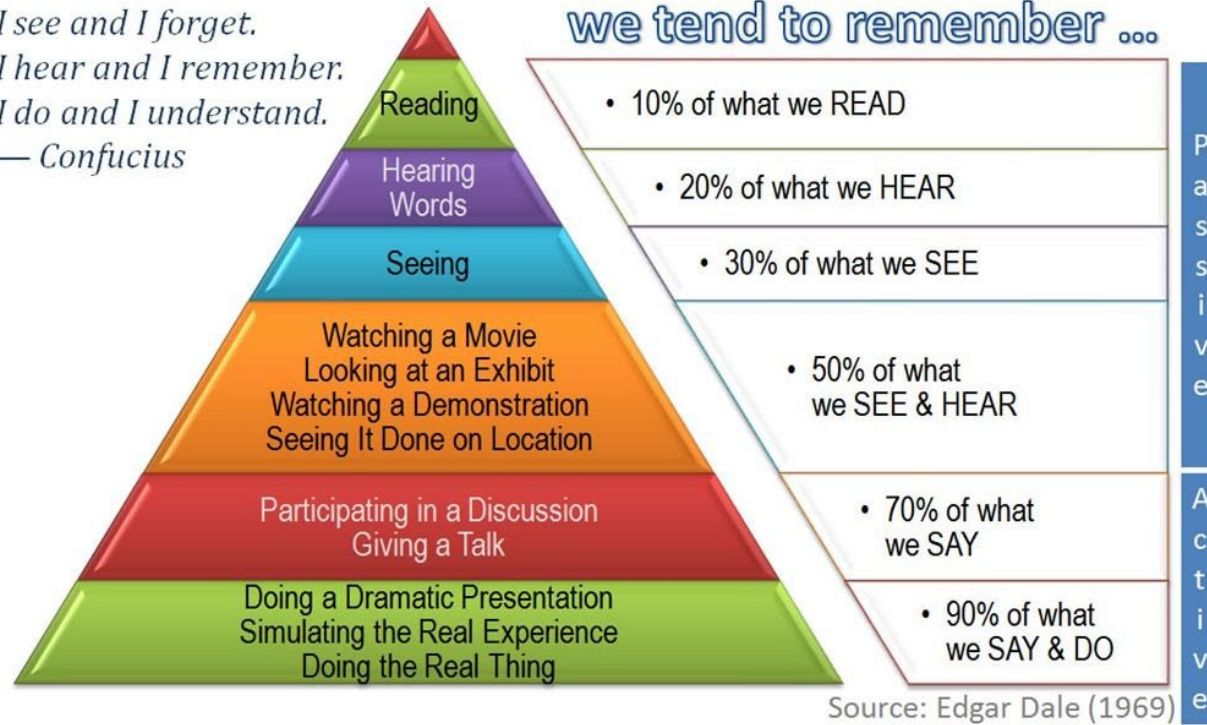 I see and I forget.
I hear and I remember.
I do and I understand.
— Confucius
we tend to remember ...
Reading
Hearing
Words
Seeing
Watching a Movie
Looking at an Exhibit
Watching a Demonstration
Seeing It Done on Location
Participating in a Discussion
Giving a Talk
Doing a Dramatic Presentation
Simulating the Real Experience
Doing the Real Thing
• 10% of what we READ
• 20% of what we HEAR
• 30% of what we SEE
• 50% of what
we SEE & HEAR
• 70% of what
we SAY
• 90% of what
we SAY & DO
Passive
Active
Source: Edgar Dale (1969)